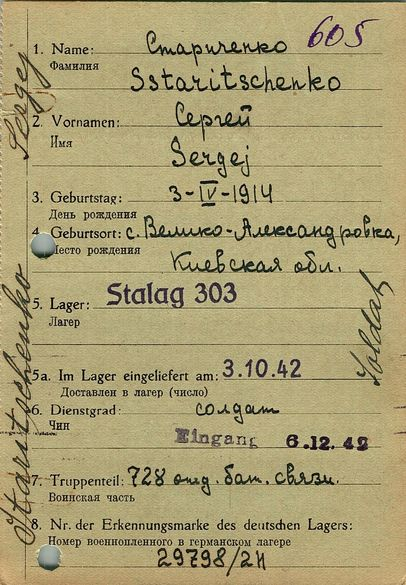 605
1. Name: Стариченко
Фамилия
Sstaritschenko
2. Vornamen: Сергей
Имя
Sergej
3. Geburtstag: 3-IV-1914
День рождения
4. Geburtsort: с. Велико-Александровка,
Место рождения
Киевская обл.
5. Lager: Stalag 303
Лагерь
5a. Im Lager eingeliefert am: 3.10.42
Доставлен в лагерь (число)
6. Dienstgrad: солдат
Чин
Eingang 6.12.42
7. Truppenteil: 728 отд. бат. связи.
Воинская часть
8. Nr. der Erkennungsmarke des deutschen Lagers:
Номер военнопленного в германском лагере
29798/2H
Staritschenko Sergej
Soldat